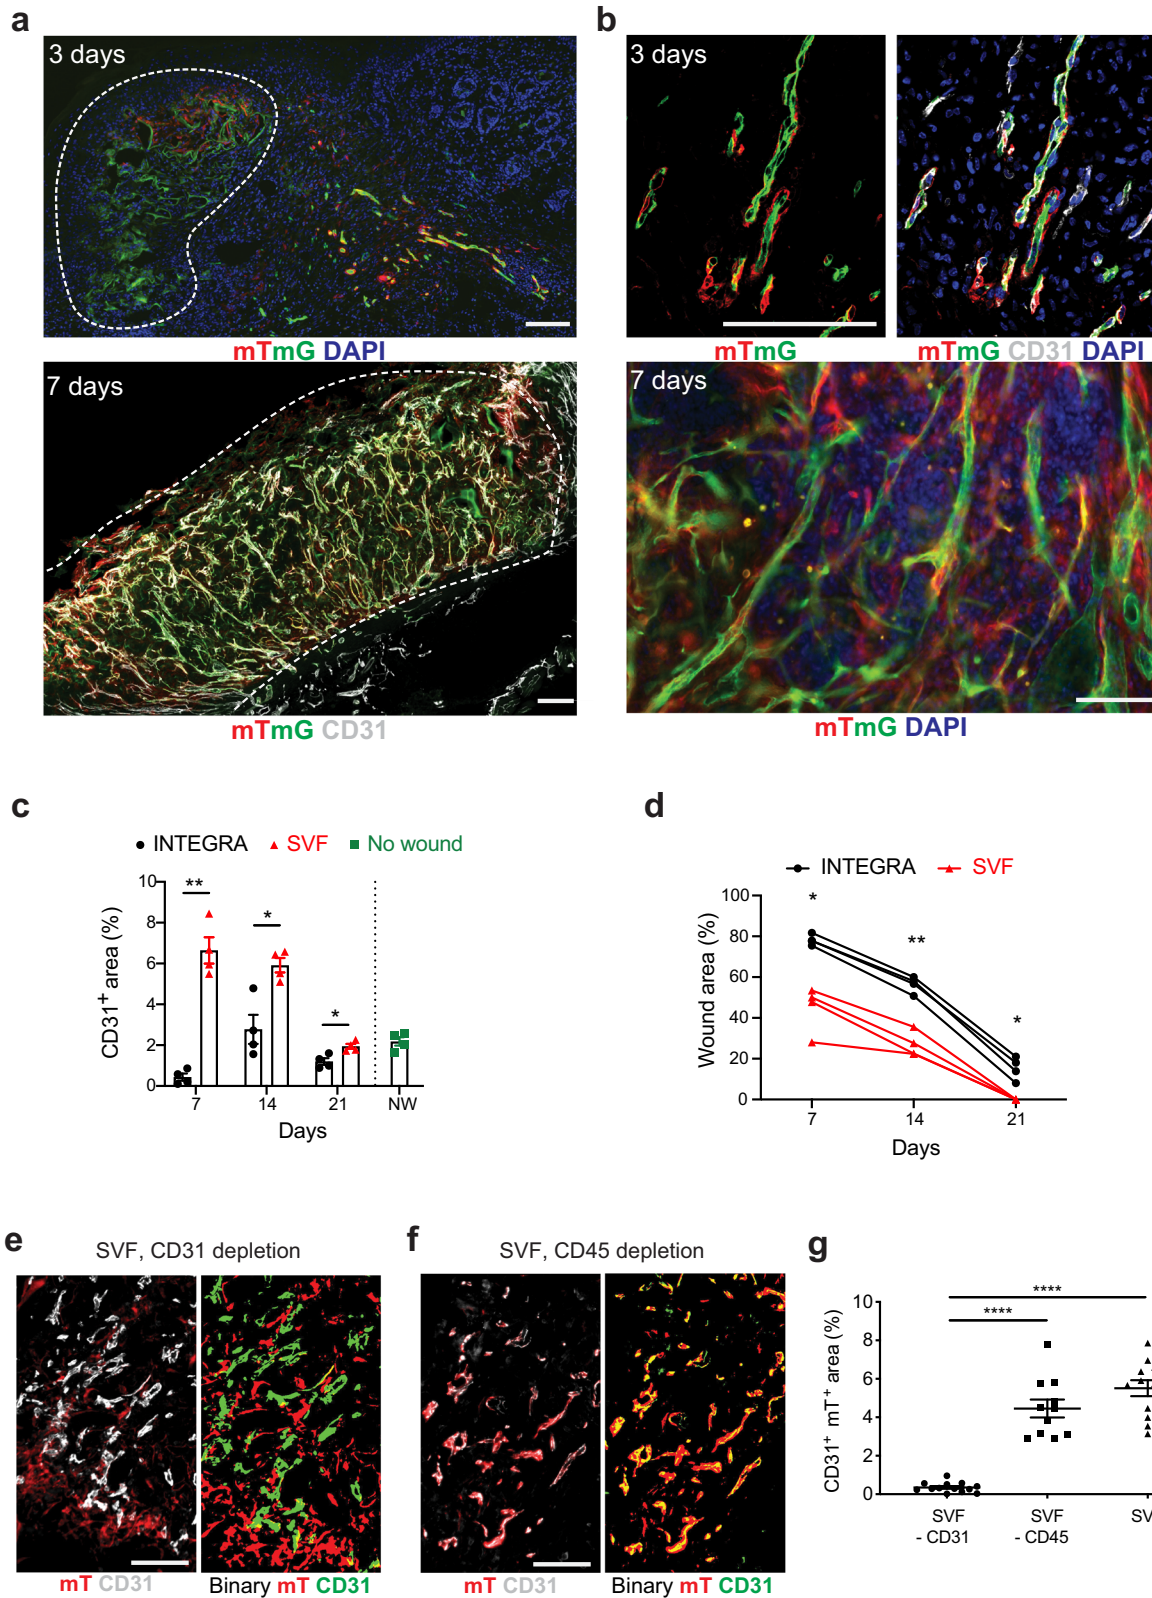 a
3 days
mTmG DAPI
7 days
mTmG CD31
b
3 days
mTmG
mTmG CD31 DAPI
7 days
mTmG DAPI
c
INTEGRA SVF No wound
CD31+ area (%)
10
8
6
4
2
0
**
*
*
7 14 21 NW
Days
d
INTEGRA SVF
Wound area (%)
100
80
60
40
20
0
*
**
*
7 14 21
Days
e
SVF, CD31 depletion
mT CD31
Binary mT CD31
f
SVF, CD45 depletion
mT CD31
Binary mT CD31
g
CD31+ mT+ area (%)
10
8
6
4
2
0
****
****
SVF
- CD31
SVF
- CD45